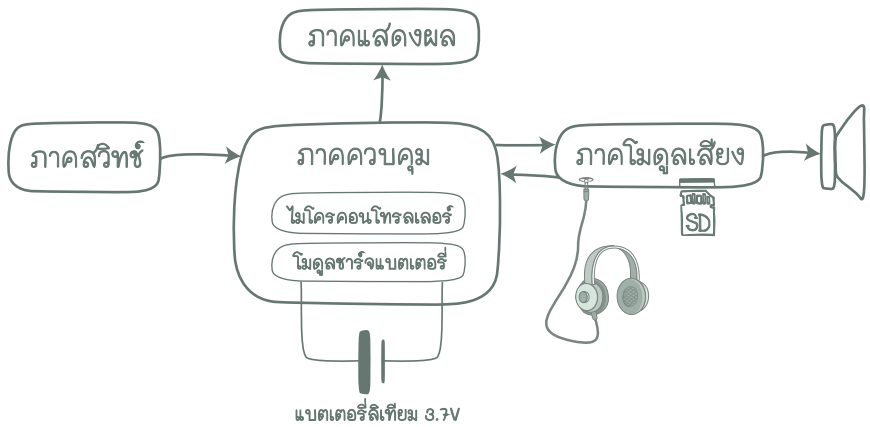 ภาคแสดงผล
ภาคสวิทช์
ภาคควบคุม
ภาคโมดูลเสียง
ไมโครคอนโทรลเลอร์
SD
โมดูลชาร์จแบตเตอรี่
แบตเตอรี่ลิเทียม 3.7V